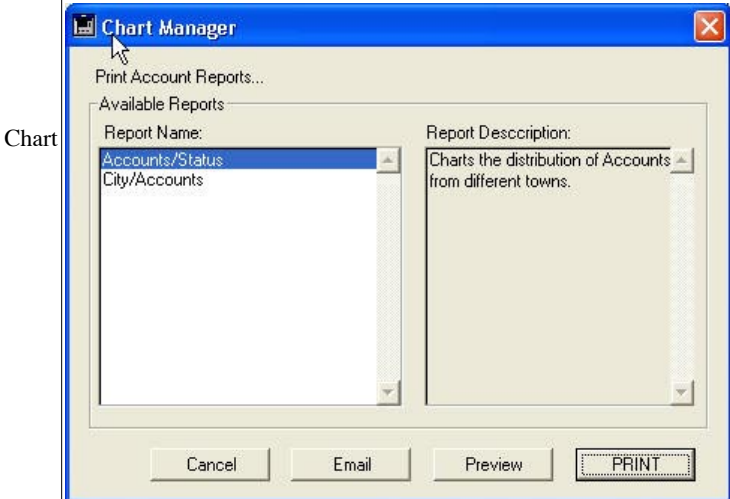 Chart Manager
Print Account Reports...
Available Reports
Chart
Report Name:
Report Desccription:
Accounts/Status
City/Accounts
Charts the distribution of Accounts
from different towns.
Cancel
Email
Preview
PRINT